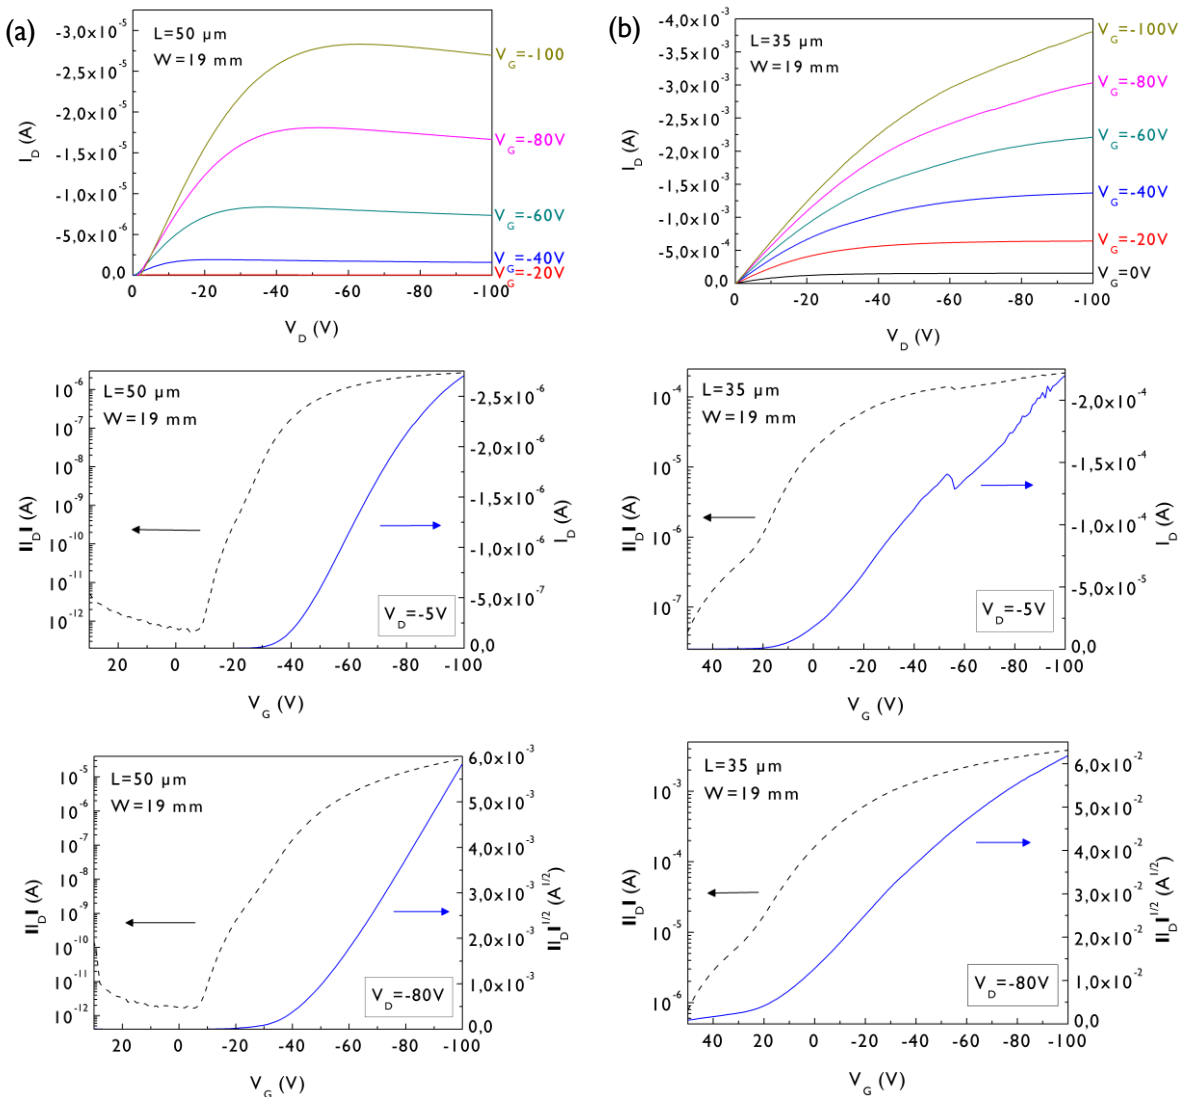 (a)
L=50 μm
W=19 mm
I_D (A)
-3,0x10^-5
-2,5x10^-5
-2,0x10^-5
-1,5x10^-5
-1,0x10^-5
-5,0x10^-6
0,0
V_G=-100
V_G=-80V
V_G=-60V
V_G=-40V
V_G=-20V
0 -20 -40 -60 -80 -100
V_D (V)
(b)
L=35 μm
W=19 mm
I_D (A)
-4,0x10^-3
-3,5x10^-3
-3,0x10^-3
-2,5x10^-3
-2,0x10^-3
-1,5x10^-3
-1,0x10^-3
-5,0x10^-4
0,0
V_G=-100V
V_G=-80V
V_G=-60V
V_G=-40V
V_G=-20V
V_G=0V
0 -20 -40 -60 -80 -100
V_D (V)
L=50 μm
W=19 mm
II_DI (A)
10^-6
10^-7
10^-8
10^-9
10^-10
10^-11
10^-12
I_D (A)
-2,5x10^-6
-2,0x10^-6
-1,5x10^-6
-1,0x10^-6
-5,0x10^-7
0,0
V_D=-5V
20 0 -20 -40 -60 -80 -100
V_G (V)
L=35 μm
W=19 mm
II_DI (A)
10^-4
10^-5
10^-6
10^-7
I_D (A)
-2,0x10^-4
-1,5x10^-4
-1,0x10^-4
-5,0x10^-5
0,0
V_D=-5V
40 20 0 -20 -40 -60 -80 -100
V_G (V)
L=50 μm
W=19 mm
II_DI (A)
10^-5
10^-6
10^-7
10^-8
10^-9
10^-10
10^-11
10^-12
II_DI^1/2 (A^1/2)
6,0x10^-3
5,0x10^-3
4,0x10^-3
3,0x10^-3
2,0x10^-3
1,0x10^-3
0,0
V_D=-80V
20 0 -20 -40 -60 -80 -100
V_G (V)
L=35 μm
W=19 mm
II_DI (A)
10^-3
10^-4
10^-5
10^-6
II_DI^1/2 (A^1/2)
6,0x10^-2
5,0x10^-2
4,0x10^-2
3,0x10^-2
2,0x10^-2
1,0x10^-2
0,0
V_D=-80V
40 20 0 -20 -40 -60 -80 -100
V_G (V)